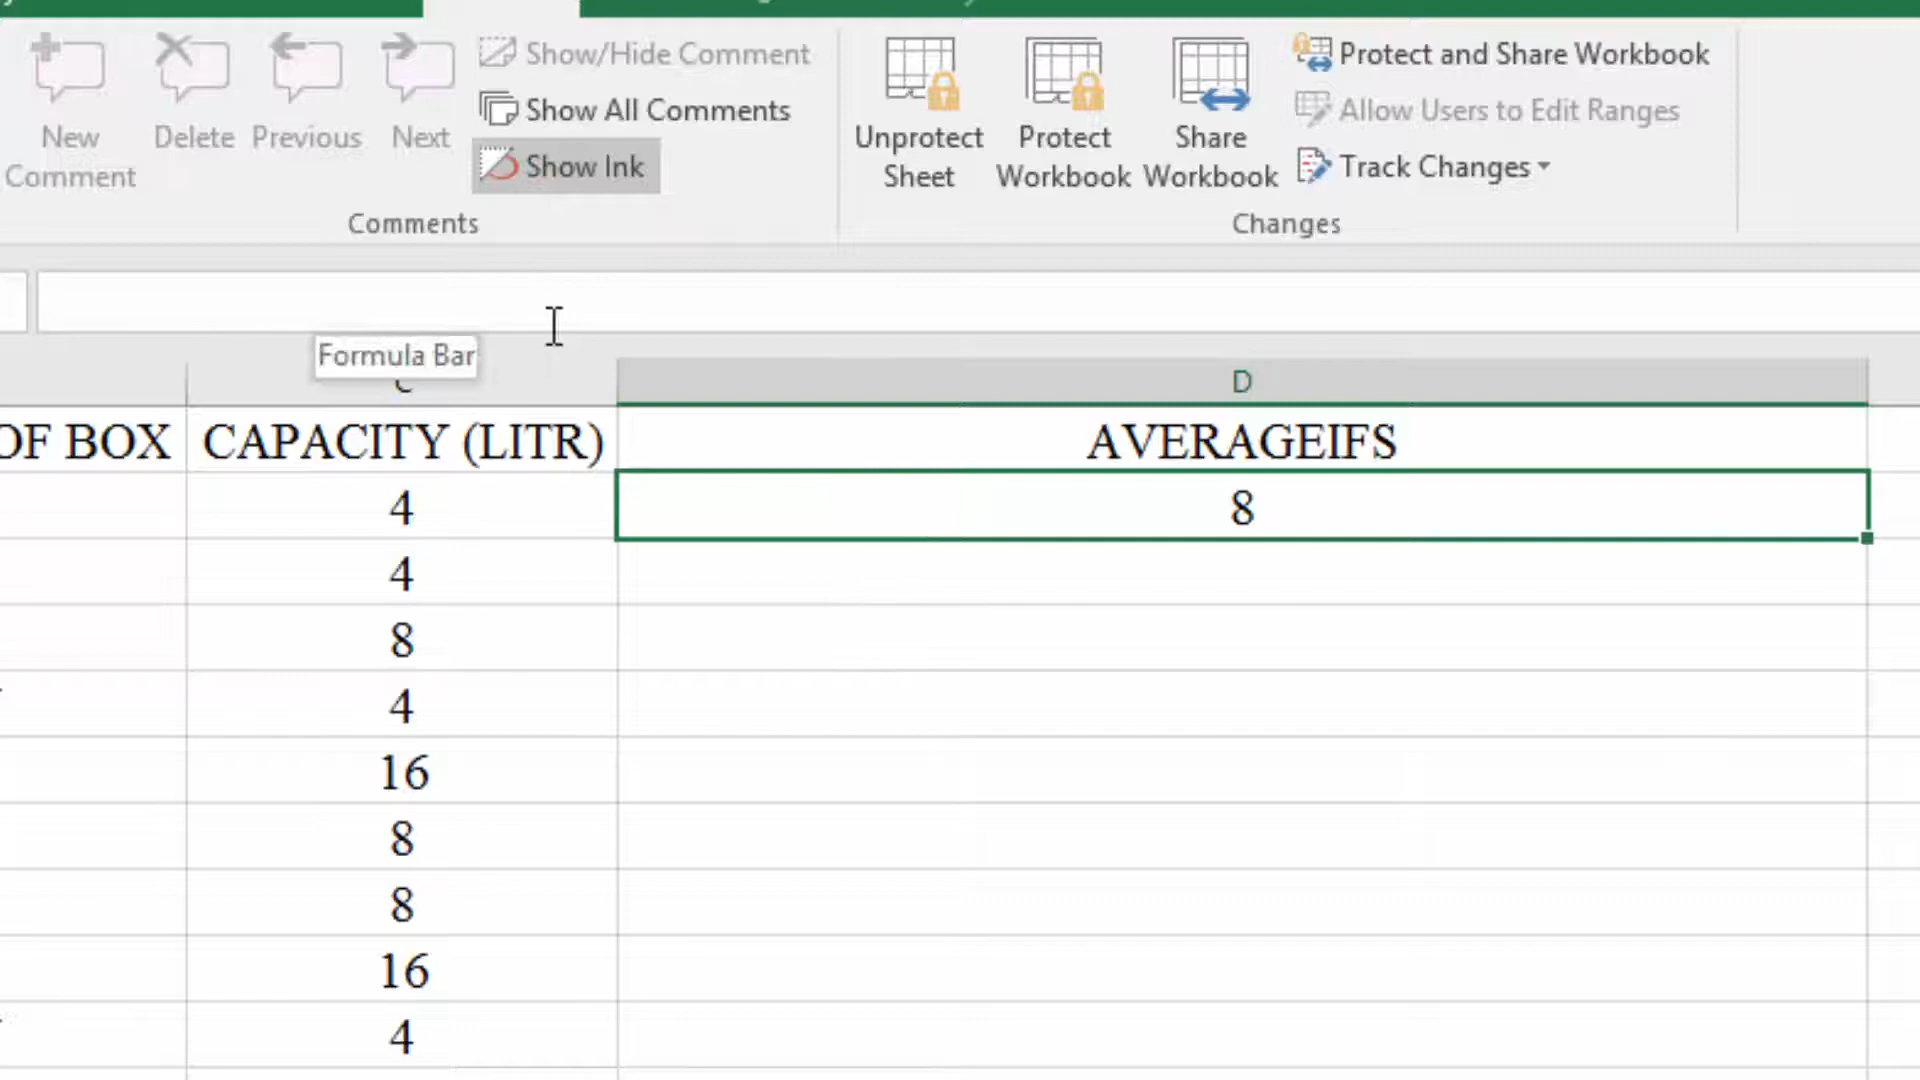 Show/Hide Comment
Show All Comments
Show Ink
New Comment
Delete
Previous
Next
Comments
Unprotect Sheet
Protect Workbook
Share Workbook
Protect and Share Workbook
Allow Users to Edit Ranges
Track Changes
Changes
Formula Bar
D
OF BOX CAPACITY (LITR) AVERAGEIFS
4 8
4
8
4
16
8
8
16
4